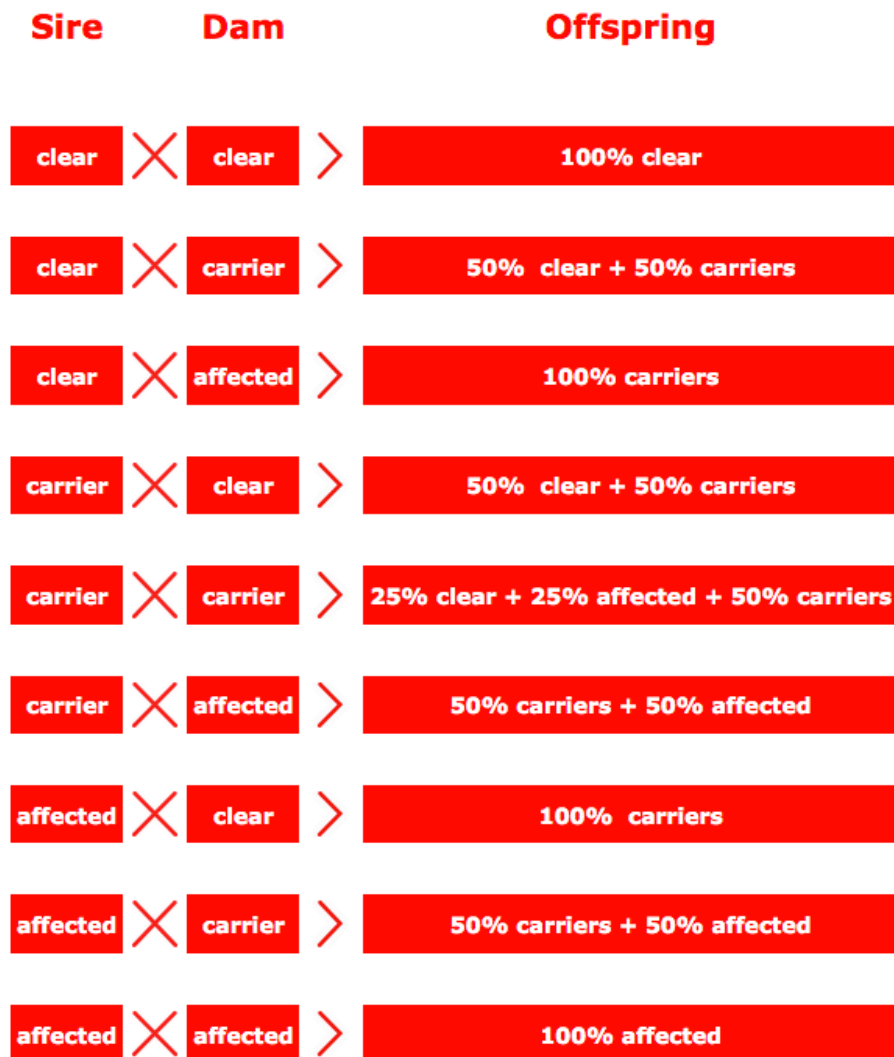 Sire Dam Offspring
clear clear 100% clear
clear carrier 50% clear + 50% carriers
clear affected 100% carriers
carrier clear 50% clear + 50% carriers
carrier carrier 25% clear + 25% affected + 50% carriers
carrier affected 50% carriers + 50% affected
affected clear 100% carriers
affected carrier 50% carriers + 50% affected
affected affected 100% affected